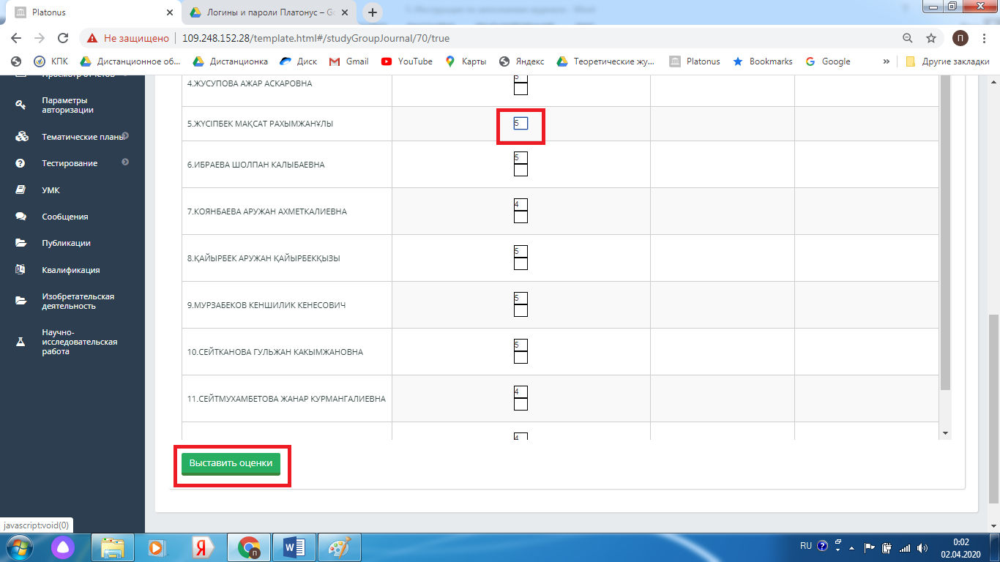 Platonus
Логины и пароли Платонус – Go
Не защищено
109.248.152.28/template.html#/studyGroupJournal/70/true
П
КПК
Дистанционное об...
Дистанционка
Диск
Gmail
YouTube
Карты
Яндекс
Теоретические жу...
Platonus
Bookmarks
Google
»
Другие закладки
Просмотр отчетов
Параметры
авторизации
Тематические планы
Тестирование
УМК
Сообщения
Публикации
Квалификация
Изобретательская
деятельность
Научно-
исследовательская
работа
4.ЖУСУПОВА АЖАР АСКАРОВНА
5
5.ЖҮСІПБЕК МАҚСАТ РАХЫМЖАНҰЛЫ
5
6.ИБРАЕВА ШОЛПАН КАЛЫБАЕВНА
5
7.КОЯНБАЕВА АРУЖАН АХМЕТКАЛИЕВНА
4
8.ҚАЙЫРБЕК АРУЖАН ҚАЙЫРБЕКҚЫЗЫ
5
9.МУРЗАБЕКОВ КЕНШИЛИК КЕНЕСОВИЧ
5
10.СЕЙТКАНОВА ГУЛЬЖАН КАКЫМЖАНОВНА
5
11.СЕЙТМУХАМБЕТОВА ЖАНАР КУРМАНГАЛИЕВНА
4
4
Выставить оценки
javascript:void(0)
RU
0:02
02.04.2020